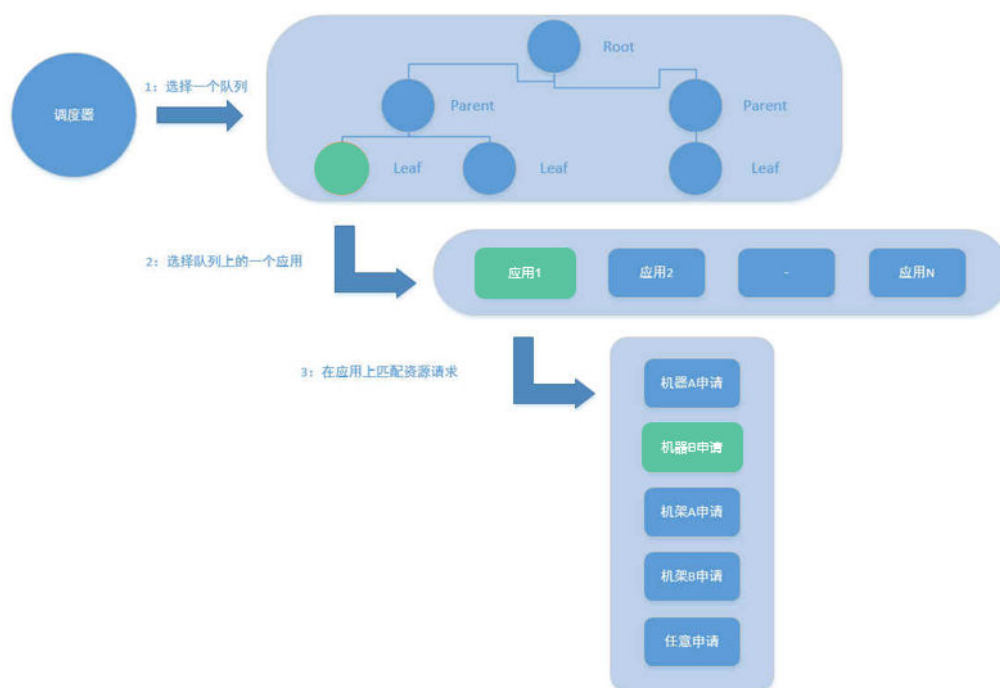 Root
1: 选择一个队列
调度器
Parent
Parent
Leaf
Leaf
Leaf
2: 选择队列上的一个应用
应用1
应用2
-
应用N
3: 在应用上匹配资源请求
机器A申请
机器B申请
机架A申请
机架B申请
任意申请